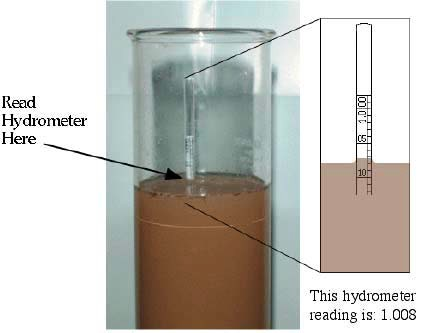 Read
Hydrometer
Here
1.000
05
10
This hydrometer
reading is: 1.008